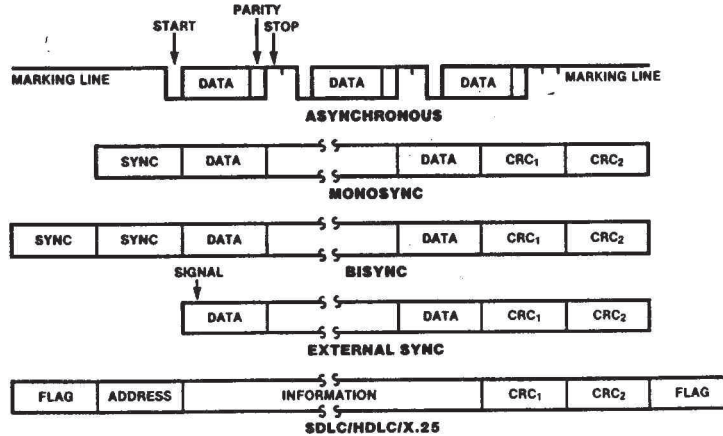 PARITY
START STOP
MARKING LINE DATA DATA DATA MARKING LINE
ASYNCHRONOUS
SYNC DATA DATA CRC₁ CRC₂
MONOSYNC
SYNC SYNC DATA DATA CRC₁ CRC₂
BISYNC
SIGNAL
DATA DATA CRC₁ CRC₂
EXTERNAL SYNC
FLAG ADDRESS INFORMATION CRC₁ CRC₂ FLAG
SDLC/HDLC/X.25